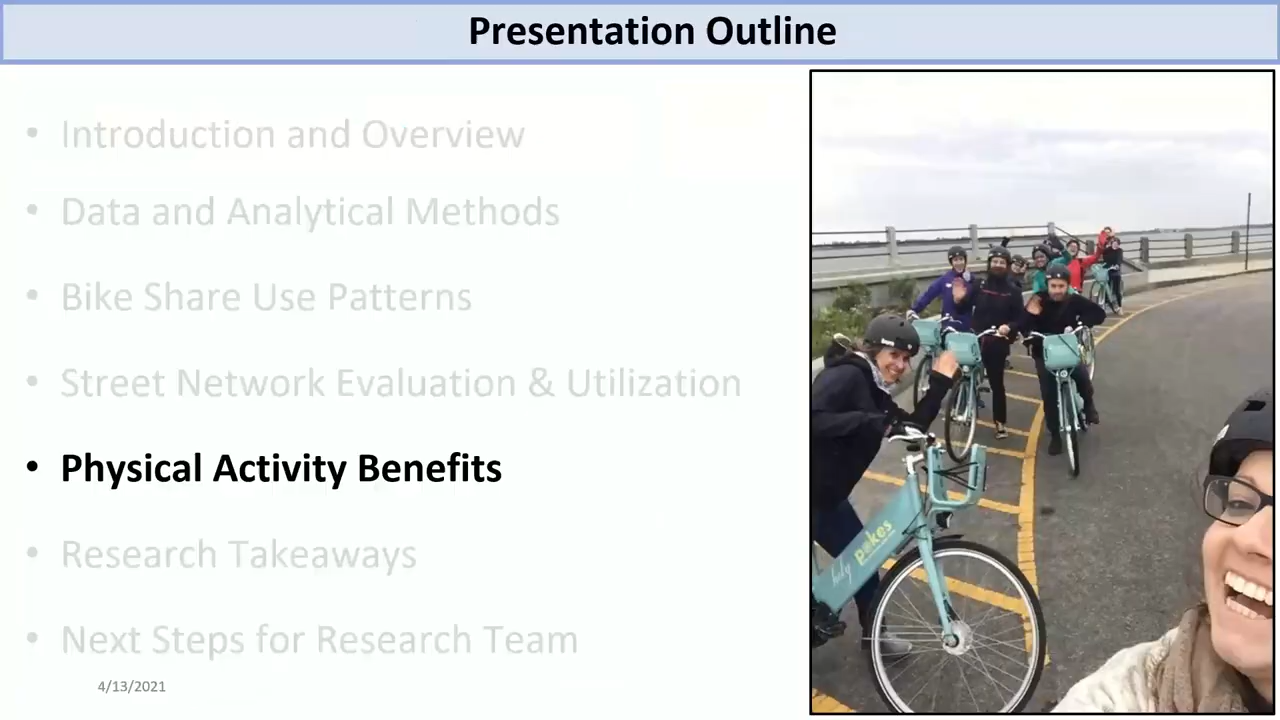 Presentation Outline
• Introduction and Overview
• Data and Analytical Methods
• Bike Share Use Patterns
• Street Network Evaluation & Utilization
• Physical Activity Benefits
• Research Takeaways
• Next Steps for Research Team
4/13/2021
holy
spokes